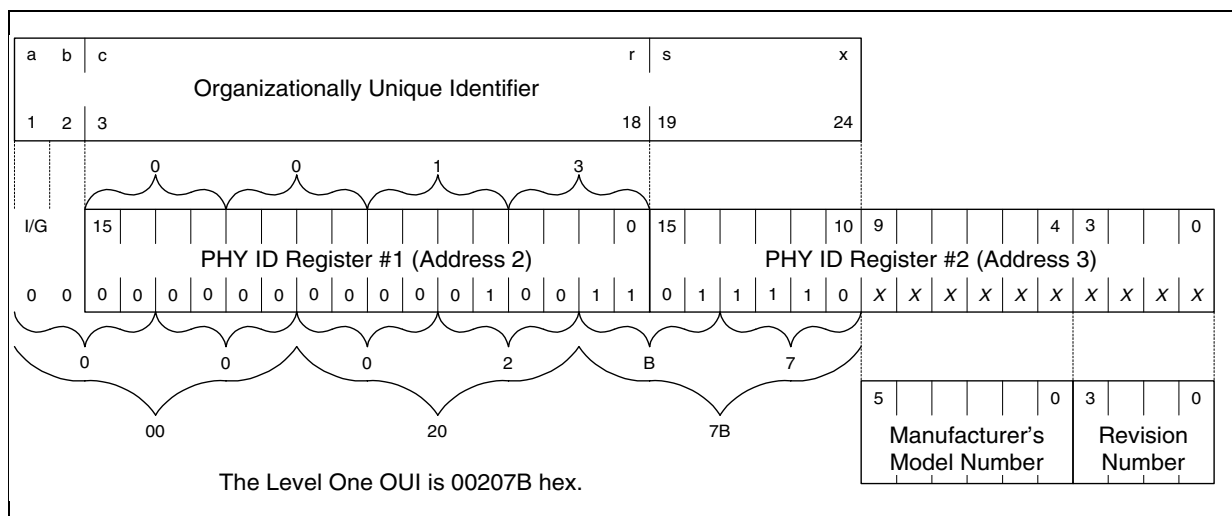 a b c r s x
Organizationally Unique Identifier
1 2 3 18 19 24
0 0 1 3
I/G 15 0 15 10 9 4 3 0
PHY ID Register #1 (Address 2) PHY ID Register #2 (Address 3)
0 0 0 0 0 0 0 0 0 0 0 0 0 1 0 0 1 1 0 1 1 1 1 0 X X X X X X X X X X
0 0 0 2 B 7
5 0 3 0
00 20 7B
Manufacturer's Revision
Model Number Number
The Level One OUI is 00207B hex.